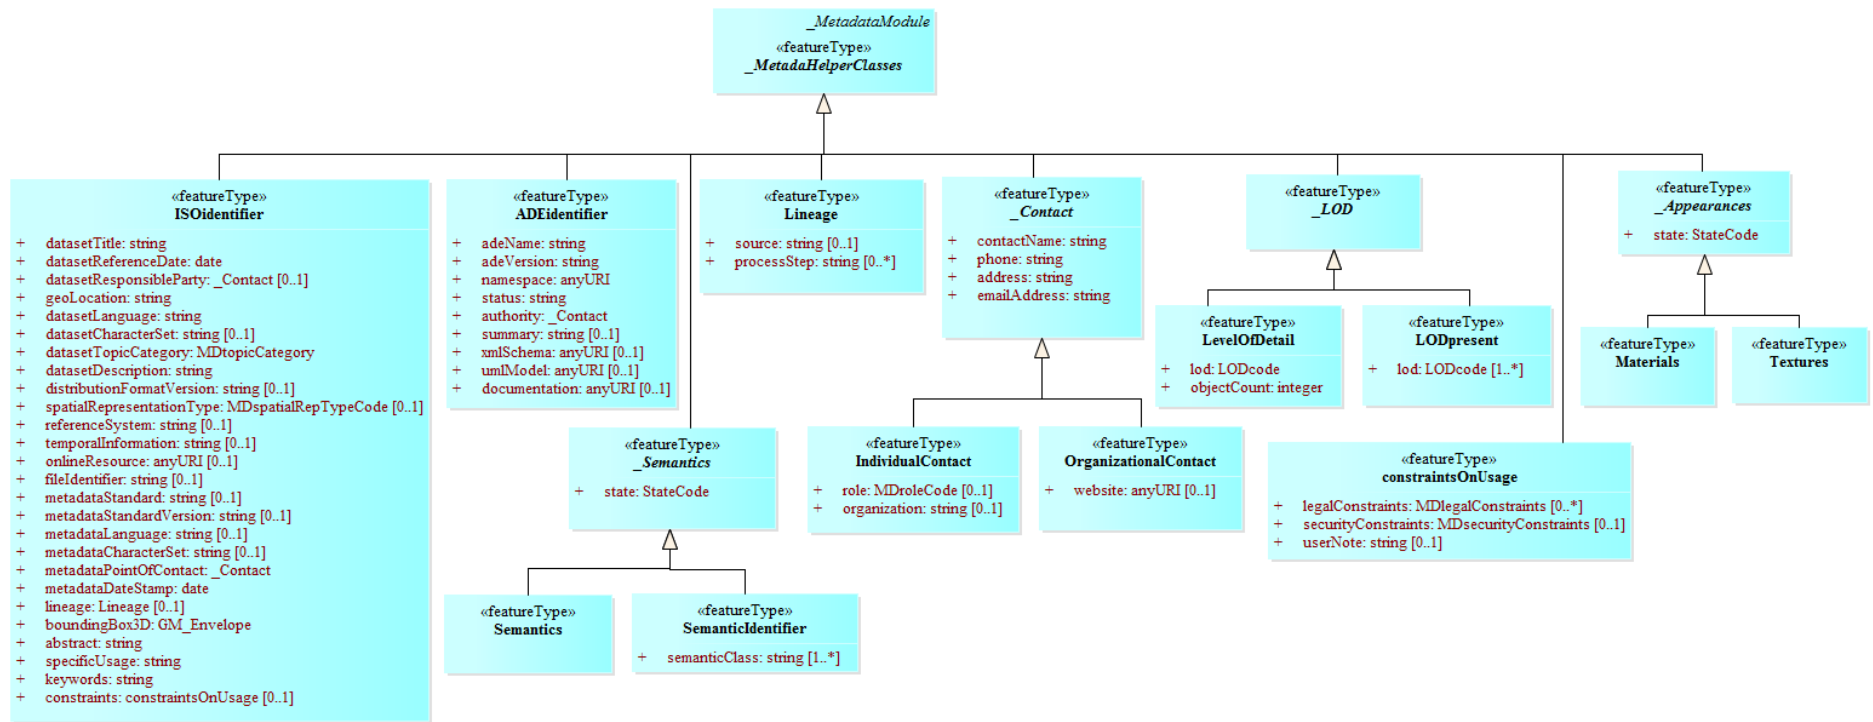 _MetadataModule
«featureType»
_MetadaHelperClasses
«featureType»
ISOidentifier
+ datasetTitle: string
+ datasetReferenceDate: date
+ datasetResponsibleParty: _Contact [0..1]
+ geoLocation: string
+ datasetLanguage: string
+ datasetCharacterSet: string [0..1]
+ datasetTopicCategory: MDtopicCategory
+ datasetDescription: string
+ distributionFormatVersion: string [0..1]
+ spatialRepresentationType: MDspatialRepTypeCode [0..1]
+ referenceSystem: string [0..1]
+ temporalInformation: string [0..1]
+ onlineResource: anyURI [0..1]
+ fileIdentifier: string [0..1]
+ metadataStandard: string [0..1]
+ metadataStandardVersion: string [0..1]
+ metadataLanguage: string [0..1]
+ metadataCharacterSet: string [0..1]
+ metadataPointOfContact: _Contact
+ metadataDateStamp: date
+ lineage: Lineage [0..1]
+ boundingBox3D: GM_Envelope
+ abstract: string
+ specificUsage: string
+ keywords: string
+ constraints: constraintsOnUsage [0..1]
«featureType»
ADEidentifier
+ adeName: string
+ adeVersion: string
+ namespace: anyURI
+ status: string
+ authority: _Contact
+ summary: string [0..1]
+ xmlSchema: anyURI [0..1]
+ umlModel: anyURI [0..1]
+ documentation: anyURI [0..1]
«featureType»
_Semantics
+ state: StateCode
«featureType»
Semantics
«featureType»
SemanticIdentifier
+ semanticClass: string [1..*]
«featureType»
Lineage
+ source: string [0..1]
+ processStep: string [0..*]
«featureType»
_Contact
+ contactName: string
+ phone: string
+ address: string
+ emailAddress: string
«featureType»
IndividualContact
+ role: MDroleCode [0..1]
+ organization: string [0..1]
«featureType»
OrganizationalContact
+ website: anyURI [0..1]
«featureType»
_LOD
«featureType»
LevelOfDetail
+ lod: LODcode
+ objectCount: integer
«featureType»
LODpresent
+ lod: LODcode [1..*]
«featureType»
constraintsOnUsage
+ legalConstraints: MDlegalConstraints [0..*]
+ securityConstraints: MDsecurityConstraints [0..1]
+ userNote: string [0..1]
«featureType»
_Appearances
+ state: StateCode
«featureType»
Materials
«featureType»
Textures